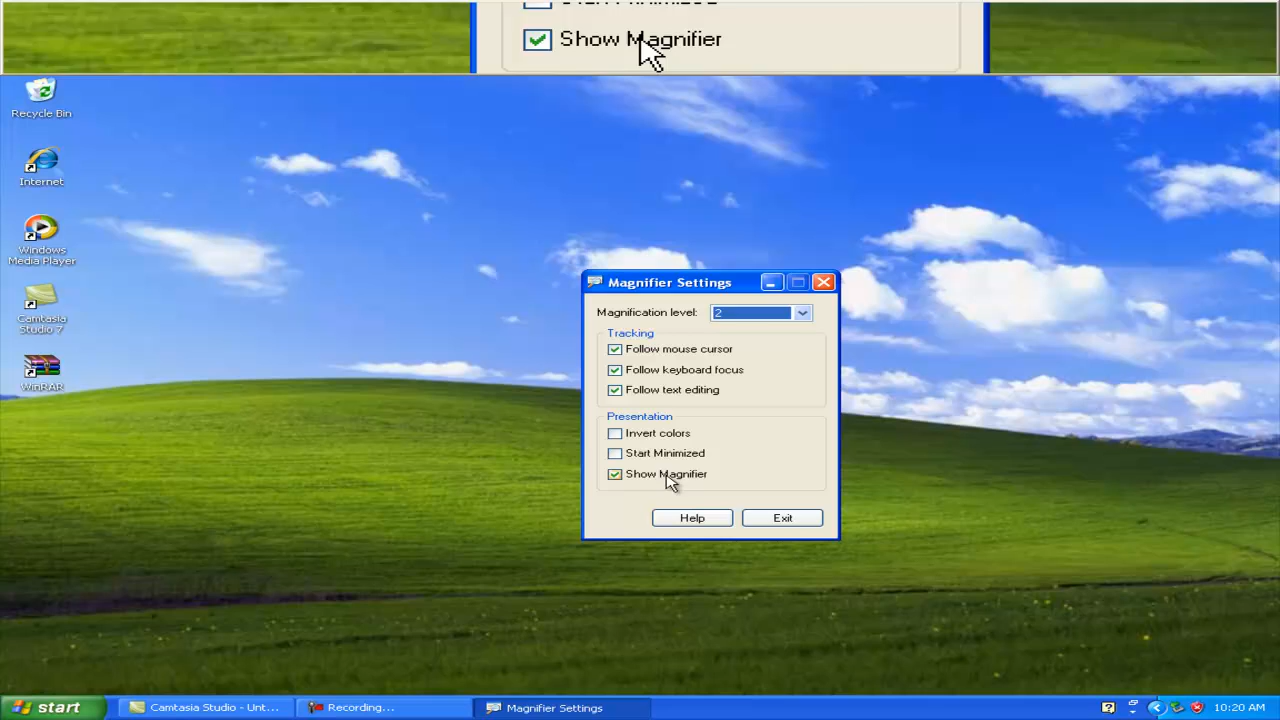 Show Magnifier
Recycle Bin
Internet
Windows
Media Player
Camtasia
Studio 7
WinRAR
Magnifier Settings
Magnification level:
2
Tracking
Follow mouse cursor
Follow keyboard focus
Follow text editing
Presentation
Invert colors
Start Minimized
Show Magnifier
Help
Exit
start
Camtasia Studio - Unt...
Recording...
Magnifier Settings
10:20 AM